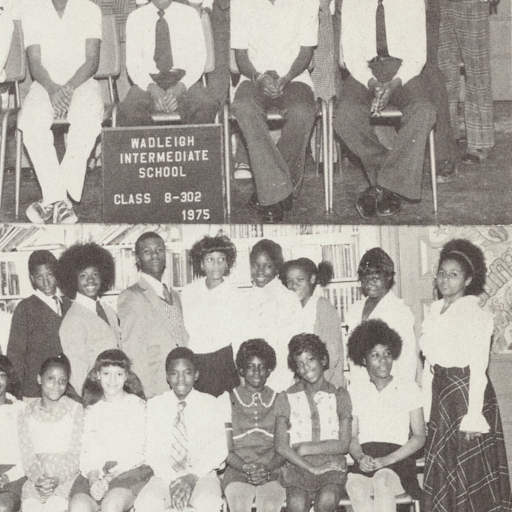 WADLEIGH
INTERMEDIATE
SCHOOL
CLASS 8-302
1975